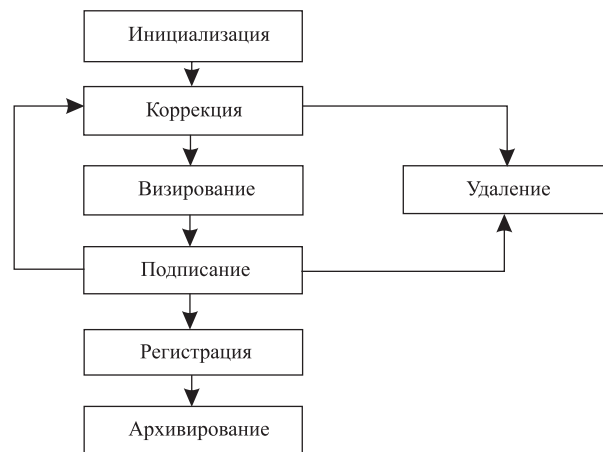 Инициализация
Коррекция
Визирование
Удаление
Подписание
Регистрация
Архивирование